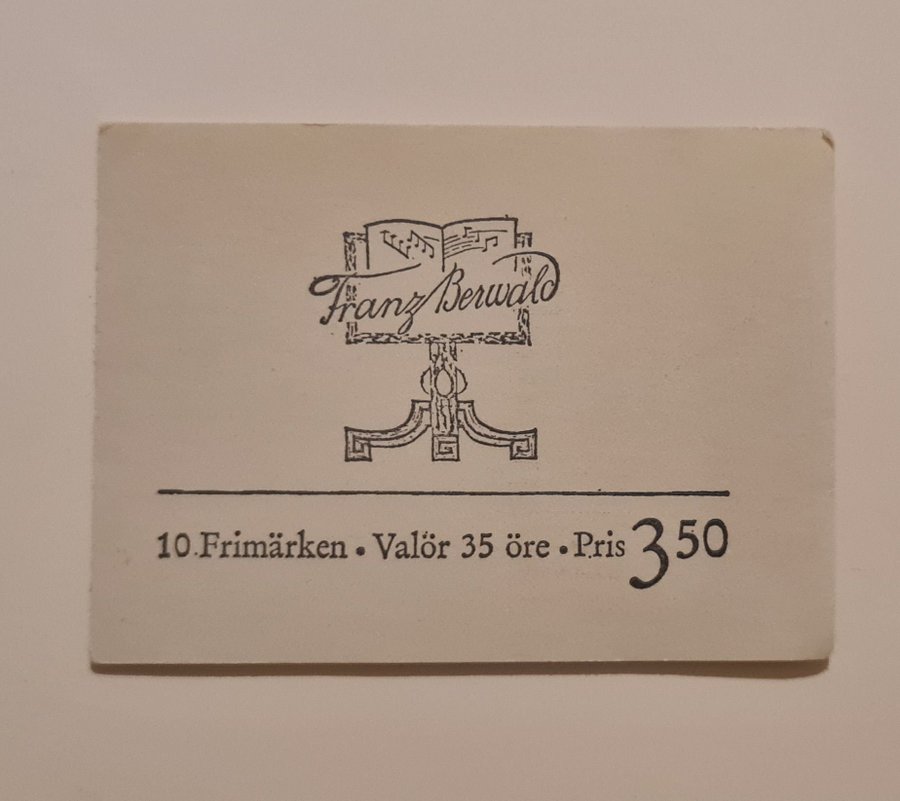 Franz Berwald
10 Frimärken • Valör 35 öre • Pris 3 50